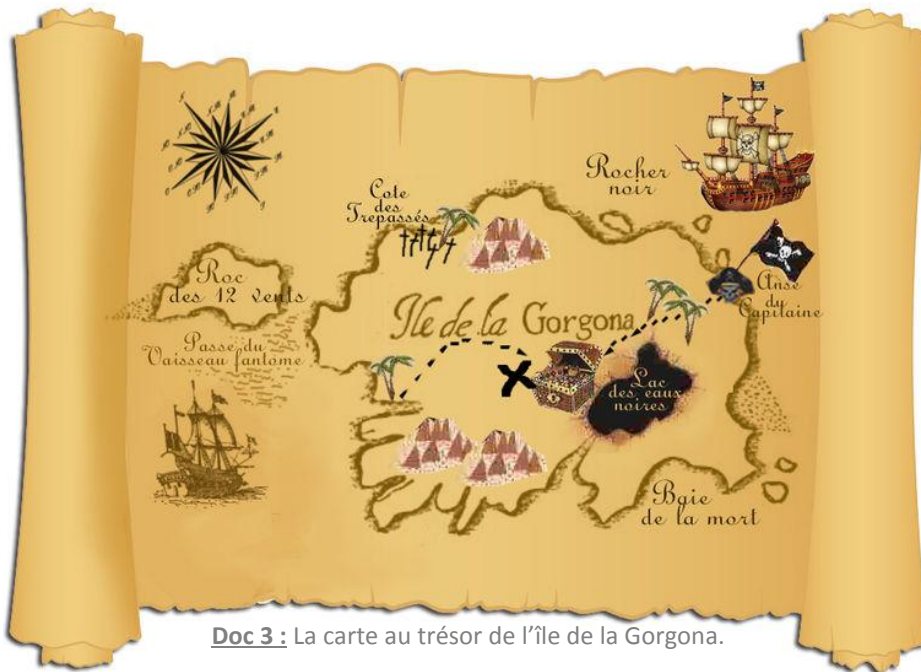 Rocher
noir
Cote
des
Trepassés
Roc
des 12 vents
Anse
du
Capitaine
Ile de la Gorgona
Passe du
Vaisseau fantome
Lac
des eaux
noires
Baie
de la mort
Doc 3 : La carte au trésor de l’île de la Gorgona.